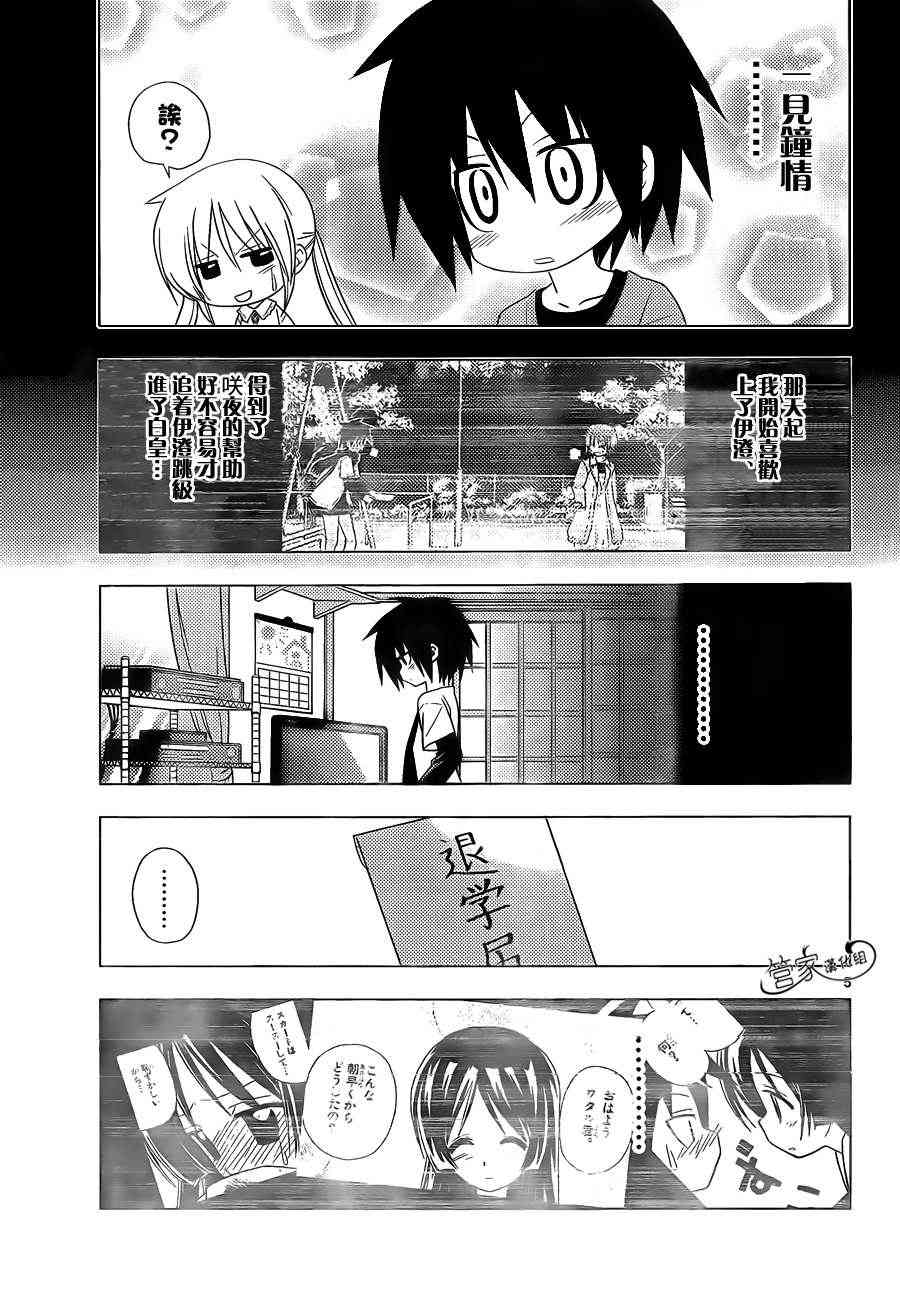 一見鐘情
…………
誒？
那天起
我開始喜歡
上了伊澄、
得到了
咲夜的幫助
好不容易才
追着伊澄跳級
進了白皇…
……………
退学届
……
管家
漢化組
5
ん…
おはよう
ワタル君。
……………
こんな
朝早くから
どうしたの？
スカートは
スースーして…
恥ずかしい
から…